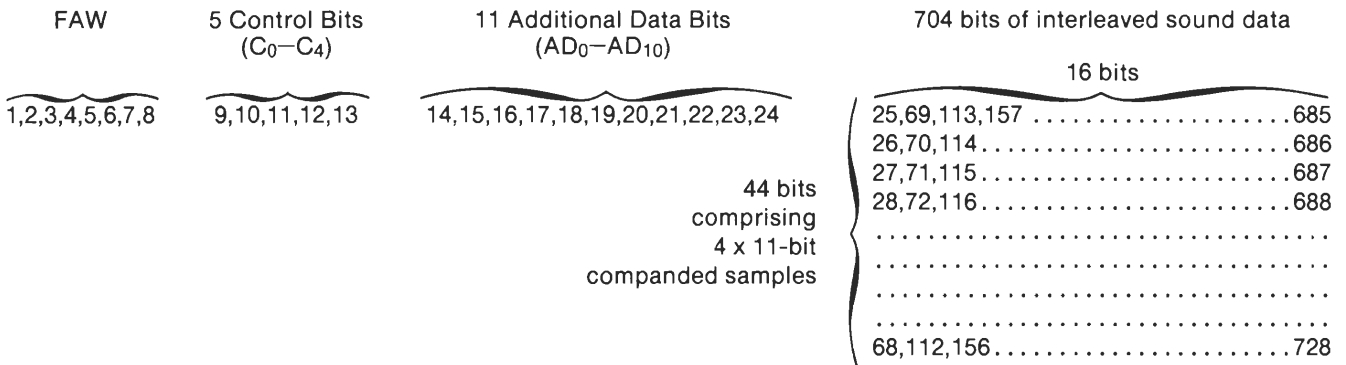 FAW
5 Control Bits
(C0–C4)
11 Additional Data Bits
(AD0–AD10)
704 bits of interleaved sound data
16 bits
1,2,3,4,5,6,7,8
9,10,11,12,13
14,15,16,17,18,19,20,21,22,23,24
25,69,113,157 . . . . . . . . . . . . . . . . . . . . 685
26,70,114. . . . . . . . . . . . . . . . . . . . . . . . 686
27,71,115. . . . . . . . . . . . . . . . . . . . . . . . 687
28,72,116. . . . . . . . . . . . . . . . . . . . . . . . 688
. . . . . . . . . . . . . . . . . . . . . . . . . . . . . . . . . . .
. . . . . . . . . . . . . . . . . . . . . . . . . . . . . . . . . . .
. . . . . . . . . . . . . . . . . . . . . . . . . . . . . . . . . . .
. . . . . . . . . . . . . . . . . . . . . . . . . . . . . . . . . . .
68,112,156. . . . . . . . . . . . . . . . . . . . . . . 728
44 bits
comprising
4 x 11-bit
companded samples